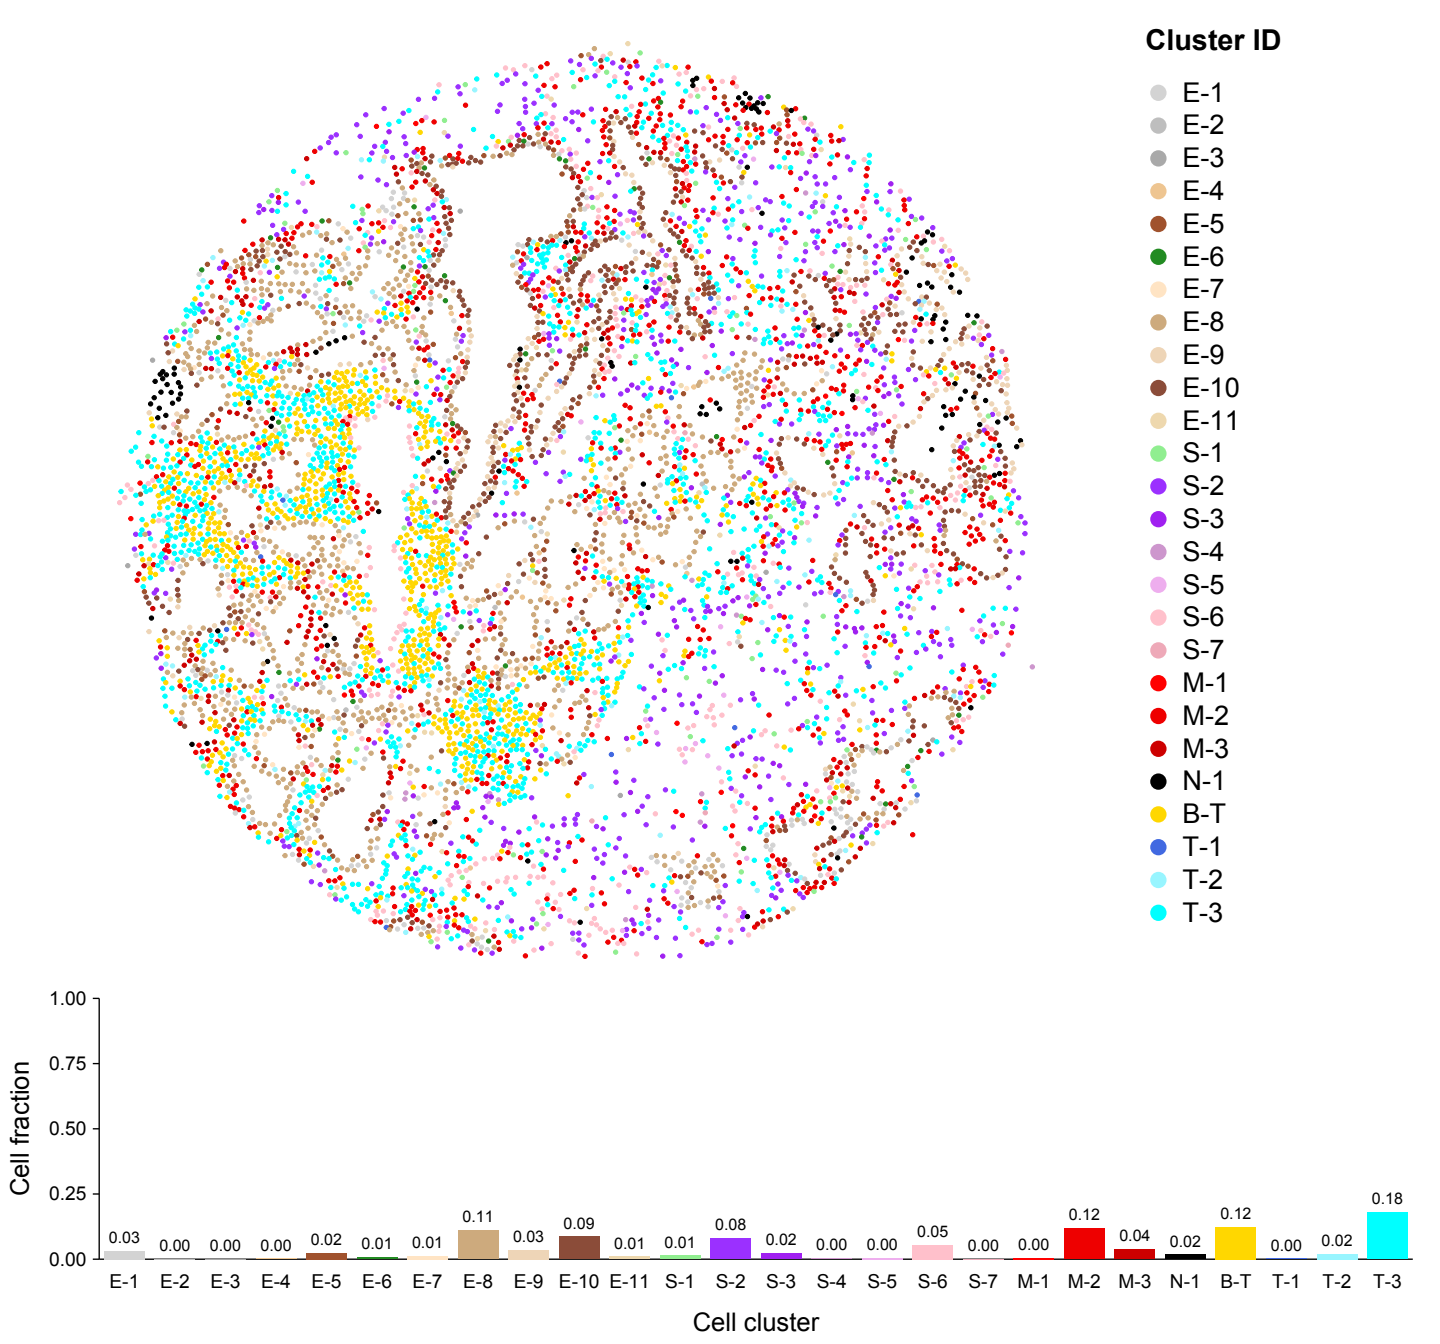 Cluster ID
E-1
E-2
E-3
E-4
E-5
E-6
E-7
E-8
E-9
E-10
E-11
S-1
S-2
S-3
S-4
S-5
S-6
S-7
M-1
M-2
M-3
N-1
B-T
T-1
T-2
T-3
1.00
0.75
0.50
0.25
0.00
Cell fraction
0.03 0.00 0.00 0.00 0.02 0.01 0.01 0.11 0.03 0.09 0.01 0.01 0.08 0.02 0.00 0.00 0.05 0.00 0.00 0.12 0.04 0.02 0.12 0.00 0.02 0.18
E-1 E-2 E-3 E-4 E-5 E-6 E-7 E-8 E-9 E-10 E-11 S-1 S-2 S-3 S-4 S-5 S-6 S-7 M-1 M-2 M-3 N-1 B-T T-1 T-2 T-3
Cell cluster